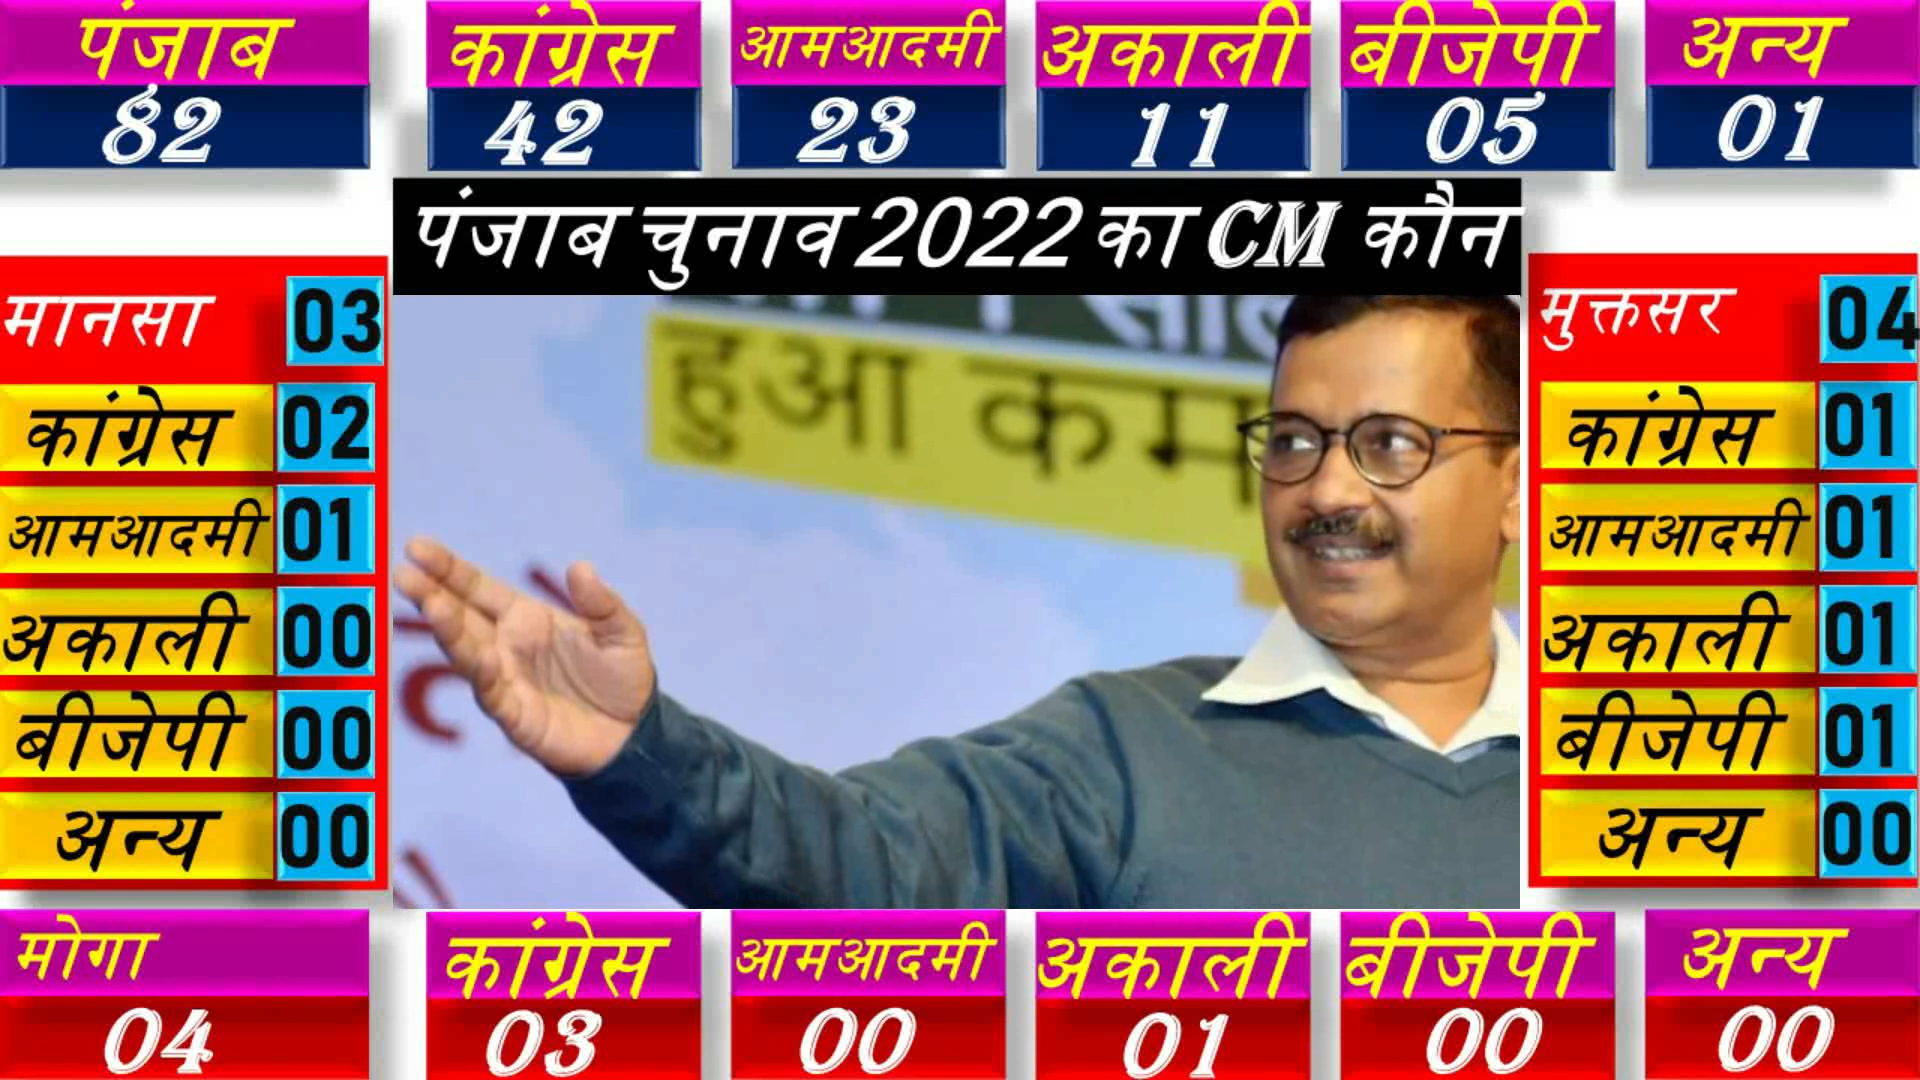 पंजाब कांग्रेस आमआदमी अकाली बीजेपी अन्य
82 42 23 11 05 01
पंजाब चुनाव 2022 का CM कौन
मानसा 03
कांग्रेस 02
आमआदमी 01
अकाली 00
बीजेपी 00
अन्य 00
हुआ कम
मुक्तसर 04
कांग्रेस 01
आमआदमी 01
अकाली 01
बीजेपी 01
अन्य 00
मोगा कांग्रेस आमआदमी अकाली बीजेपी अन्य
04 03 00 01 00 00